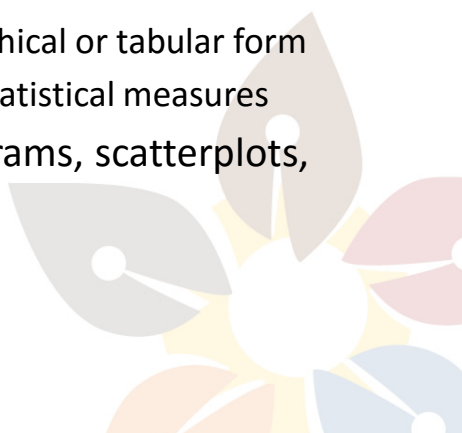 hical or tabular form
atistical measures
rams, scatterplots,